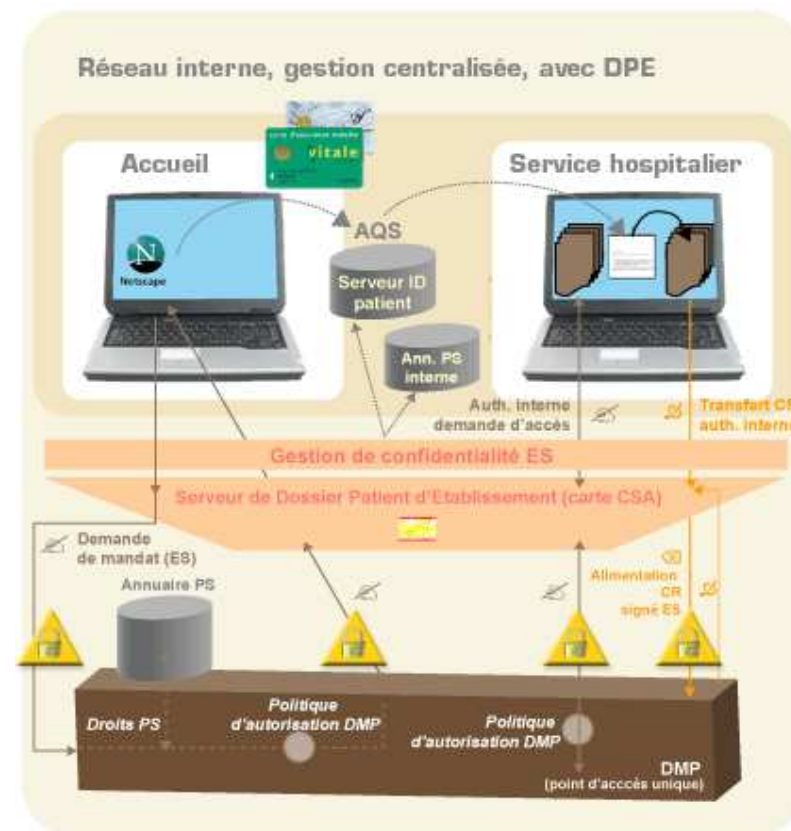 Réseau interne, gestion centralisée, avec DPE
Accueil
vitale
Service hospitalier
Netscape
AQS
Serveur ID
patient
Ann. PS
interne
Auth. interne
demande d'accès
Transfert CR
auth. interne
Gestion de confidentialité ES
Serveur de Dossier Patient d'Etablissement (carte CSA)
Demande
de mandat (ES)
Annuaire PS
Alimentation
CR
signé ES
Droits PS
Politique
d'autorisation DMP
Politique
d'autorisation DMP
DMP
(point d'acccès unique)